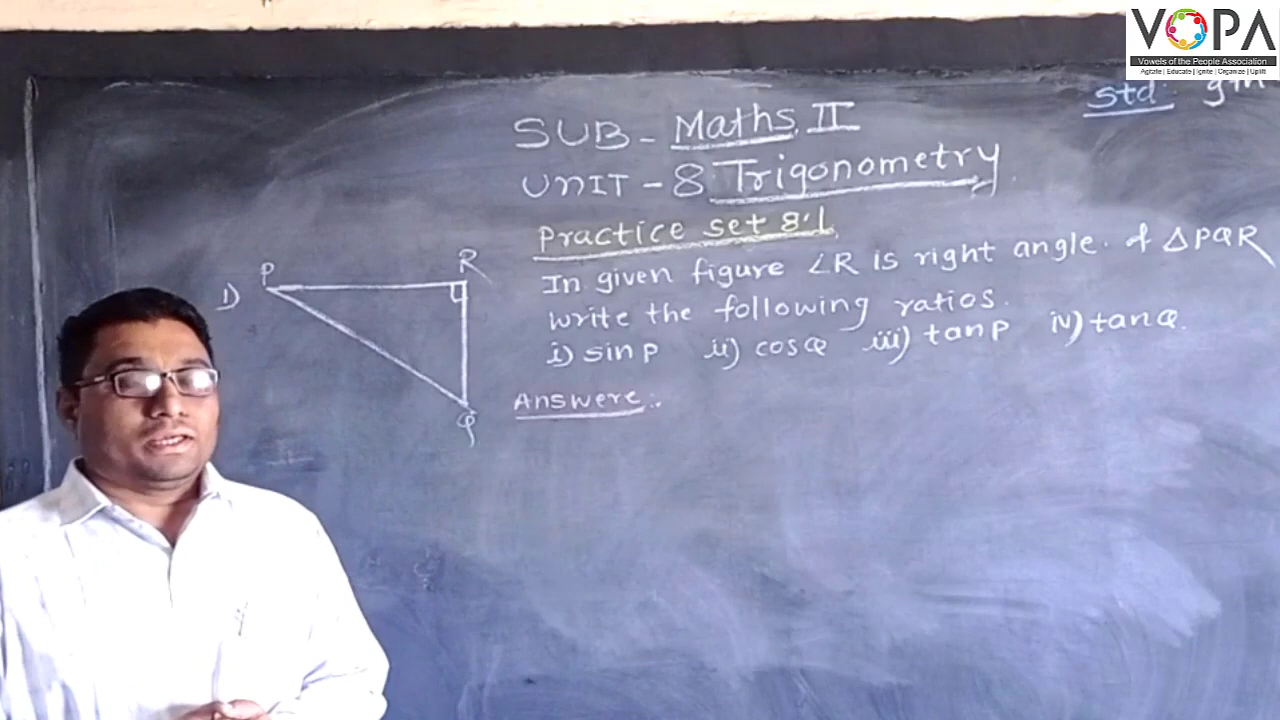 VOPA
Vowels of the People Association
Agitate | Educate | Ignite | Organize | Uplift
std: 9th
SUB - Maths II
UNIT - 8 Trigonometry.
Practice set 8.1
In given figure ∠R is right angle. of △PQR
write the following ratios.
i) sin P ii) cos Q iii) tan P iv) tan Q.
Answere:
1)
P
R
Q